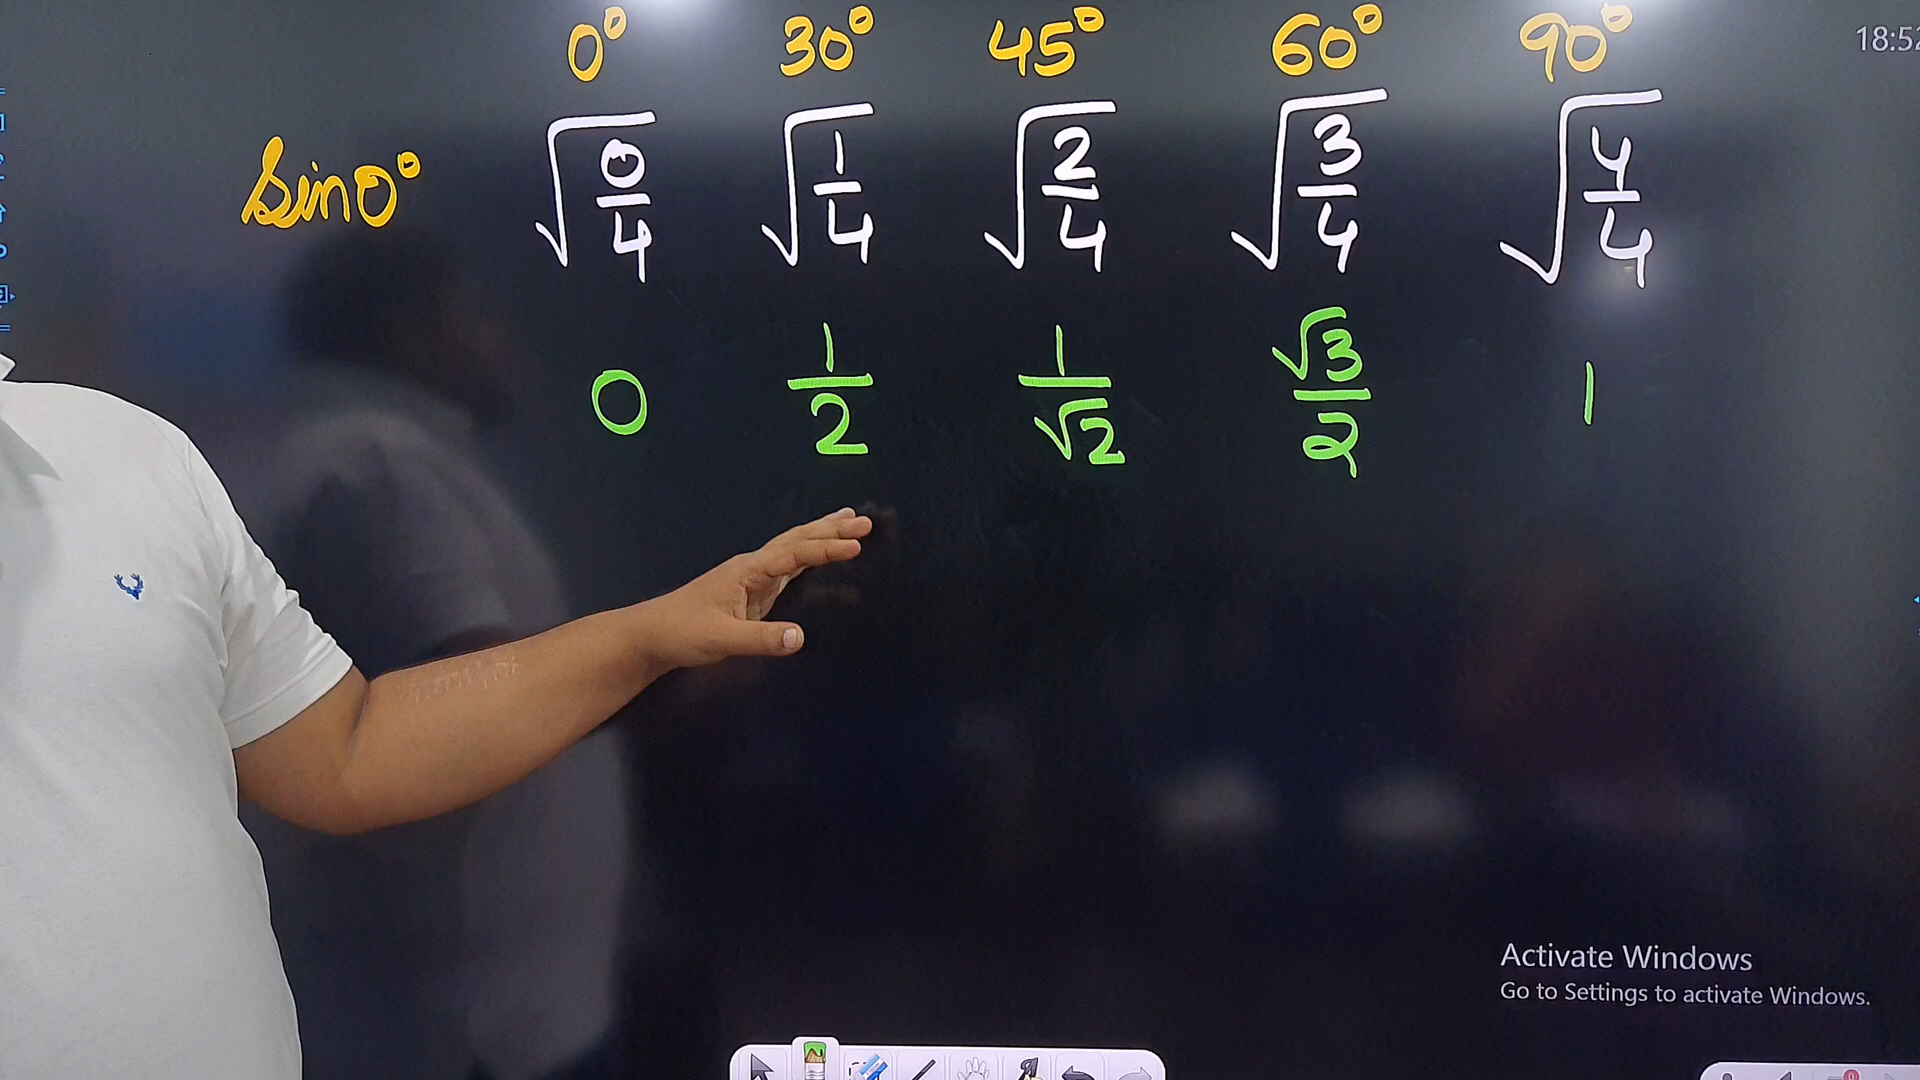 0° 30° 45° 60° 90°
18:52
sinθ° √(0/4) √(1/4) √(2/4) √(3/4) √(4/4)
0 1/2 1/√2 √3/2 1
Activate Windows
Go to Settings to activate Windows.